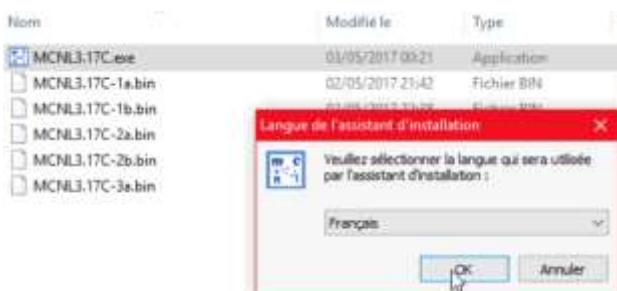 Nom Modifié le Type
MCNL3.17C.exe 03/05/2017 00:21 Application
MCNL3.17C-1a.bin 02/05/2017 21:42 Fichier BIN
MCNL3.17C-1b.bin
MCNL3.17C-2a.bin
MCNL3.17C-2b.bin
MCNL3.17C-3a.bin
Langue de l'assistant d'installation
Veuillez sélectionner la langue qui sera utilisée
par l'assistant d'installation :
Français
OK Annuler